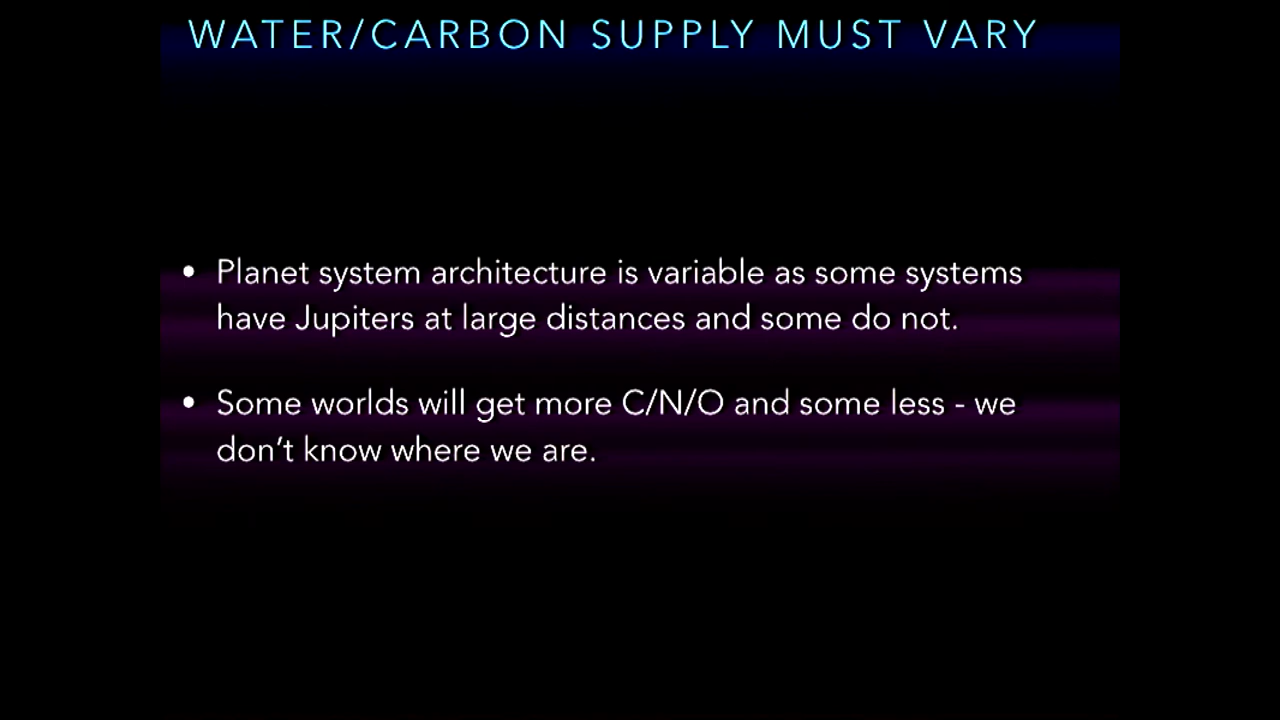 WATER/CARBON SUPPLY MUST VARY
• Planet system architecture is variable as some systems
have Jupiters at large distances and some do not.
• Some worlds will get more C/N/O and some less - we
don’t know where we are.